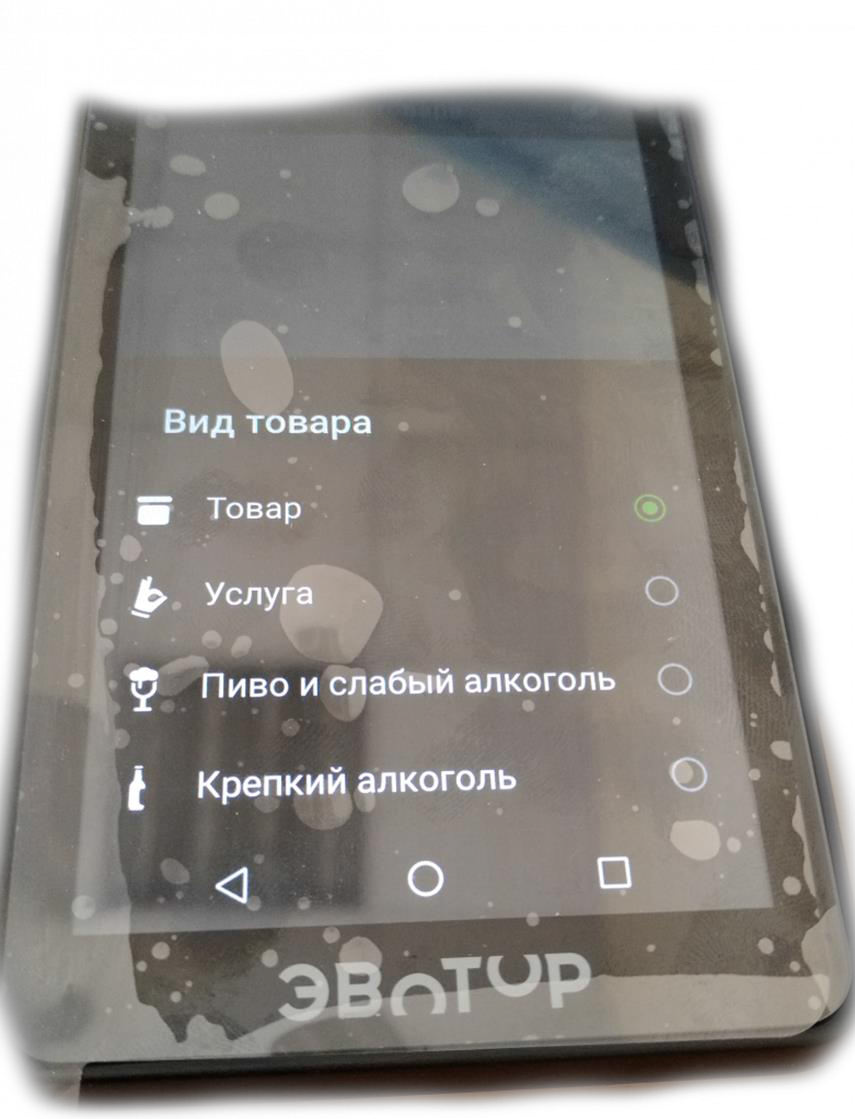 Вид товара
Товар
Услуга
Пиво и слабый алкоголь
Крепкий алкоголь
ЭВОТОР